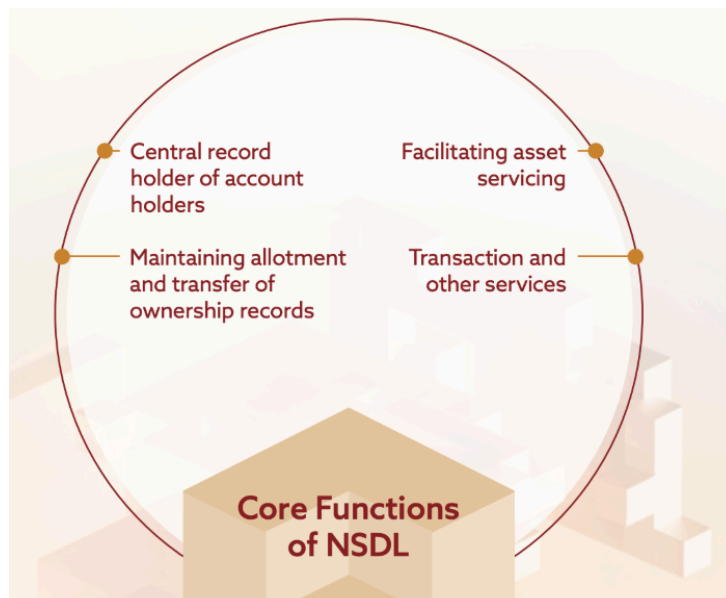 Central record
holder of account
holders
Maintaining allotment
and transfer of
ownership records
Facilitating asset
servicing
Transaction and
other services
Core Functions
of NSDL